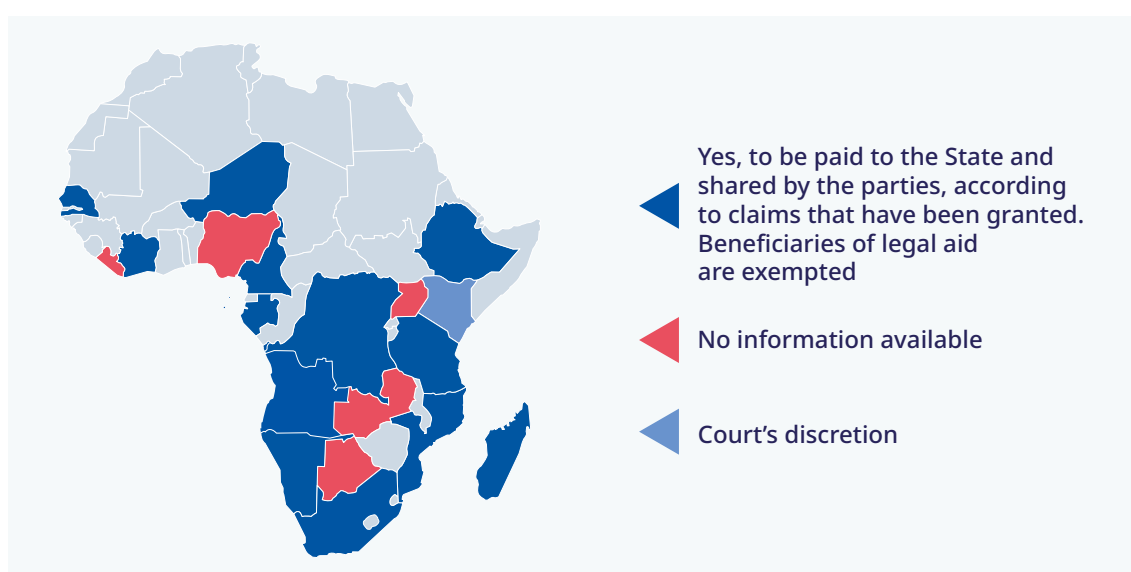 Yes, to be paid to the State and
shared by the parties, according
to claims that have been granted.
Beneficiaries of legal aid
are exempted
No information available
Court’s discretion